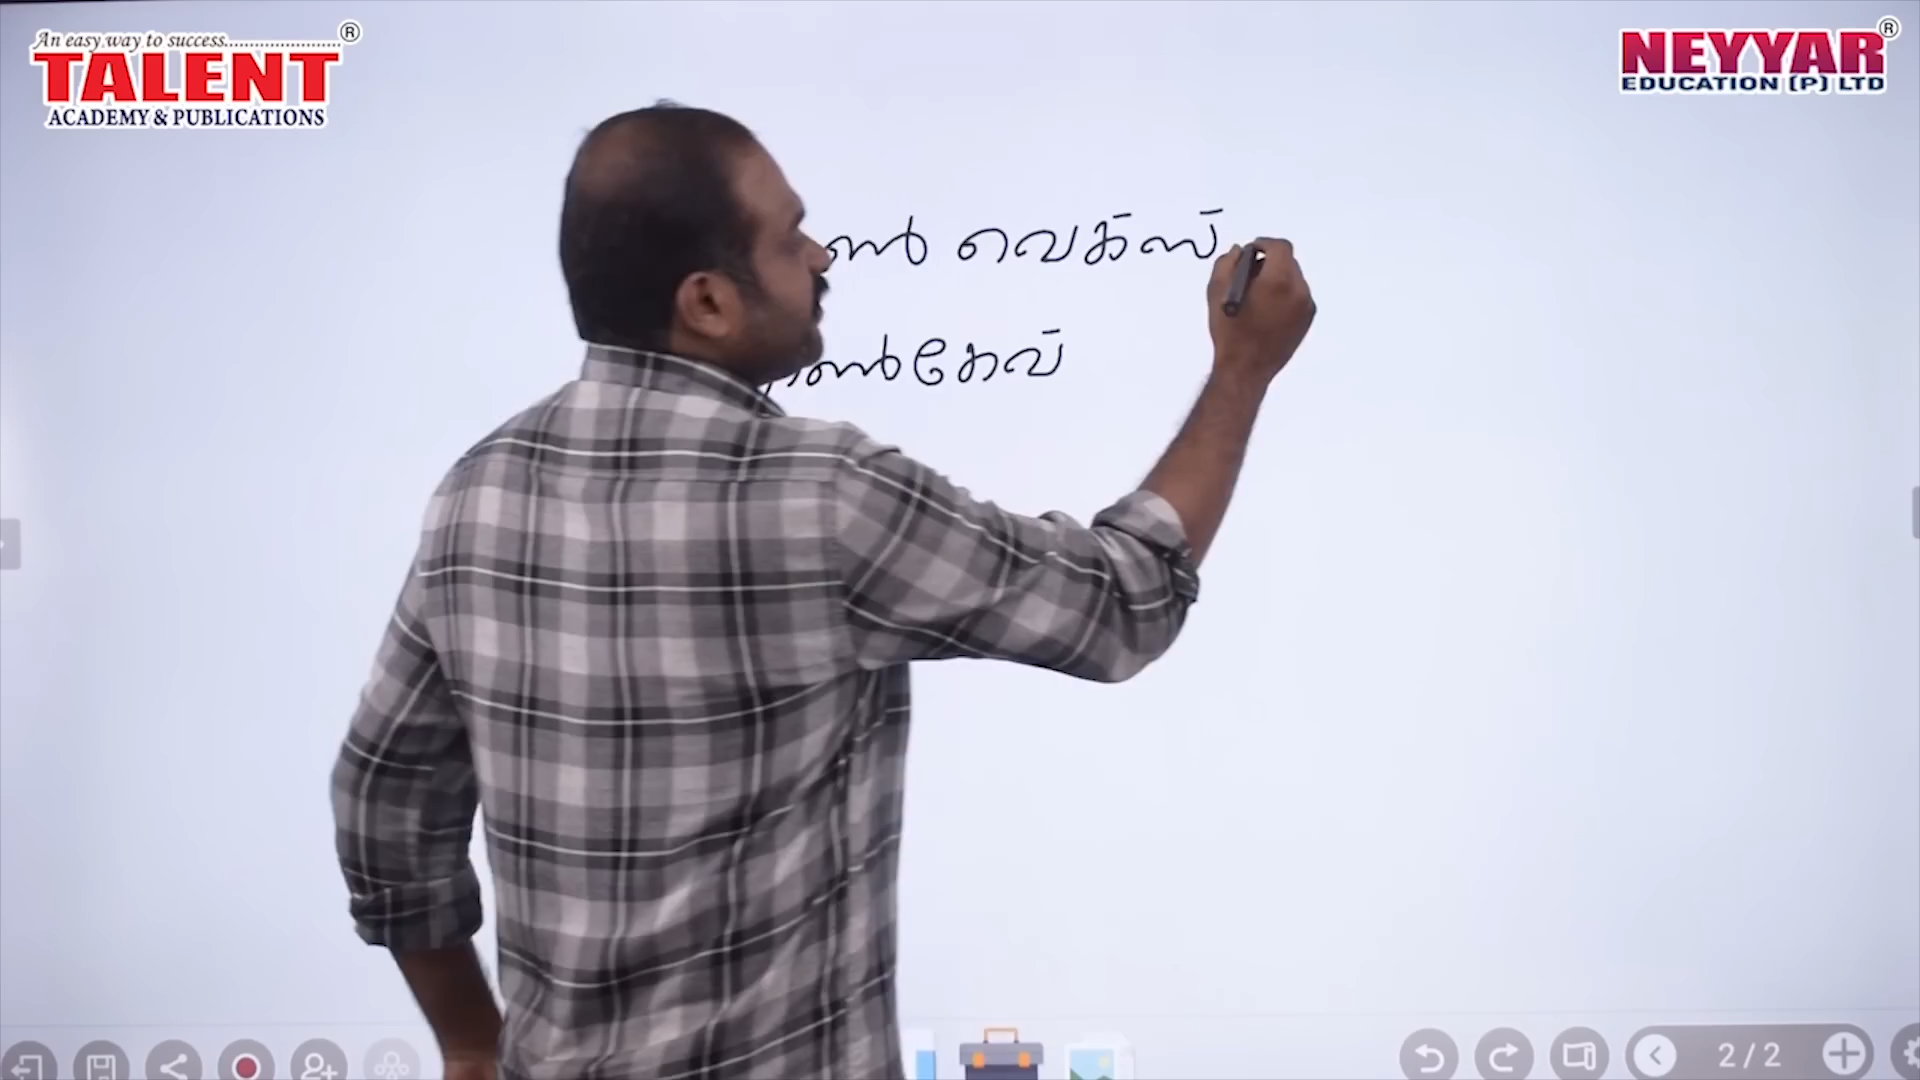 An easy way to success........................ ®
TALENT
ACADEMY & PUBLICATIONS
NEYYAR ®
EDUCATION (P) LTD
വെക്സ്
2/2